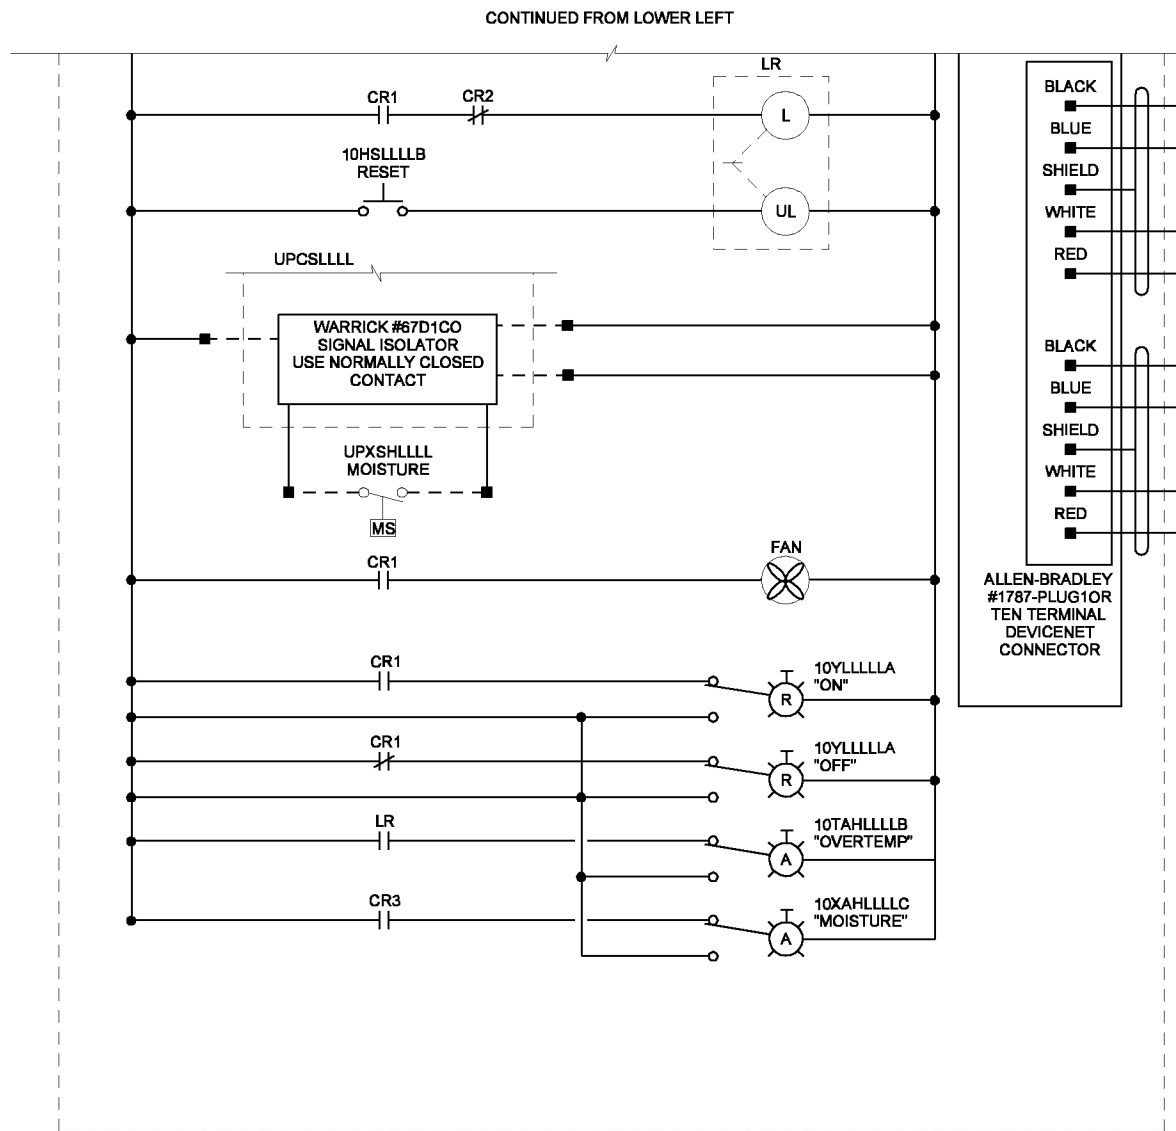 CONTINUED FROM LOWER LEFT
LR
CR1
CR2
L
10HSLLLLB
RESET
UL
UPCSLLLL
WARRICK #67D1CO
SIGNAL ISOLATOR
USE NORMALLY CLOSED
CONTACT
UPXSHLLLL
MOISTURE
MS
CR1
FAN
CR1
10YLLLLLA
"ON"
R
CR1
10YLLLLLA
"OFF"
R
LR
10TAHLLLLB
"OVERTEMP"
A
CR3
10XAHLLLLC
"MOISTURE"
A
BLACK
BLUE
SHIELD
WHITE
RED
BLACK
BLUE
SHIELD
WHITE
RED
ALLEN-BRADLEY
#1787-PLUG10R
TEN TERMINAL
DEVICENET
CONNECTOR